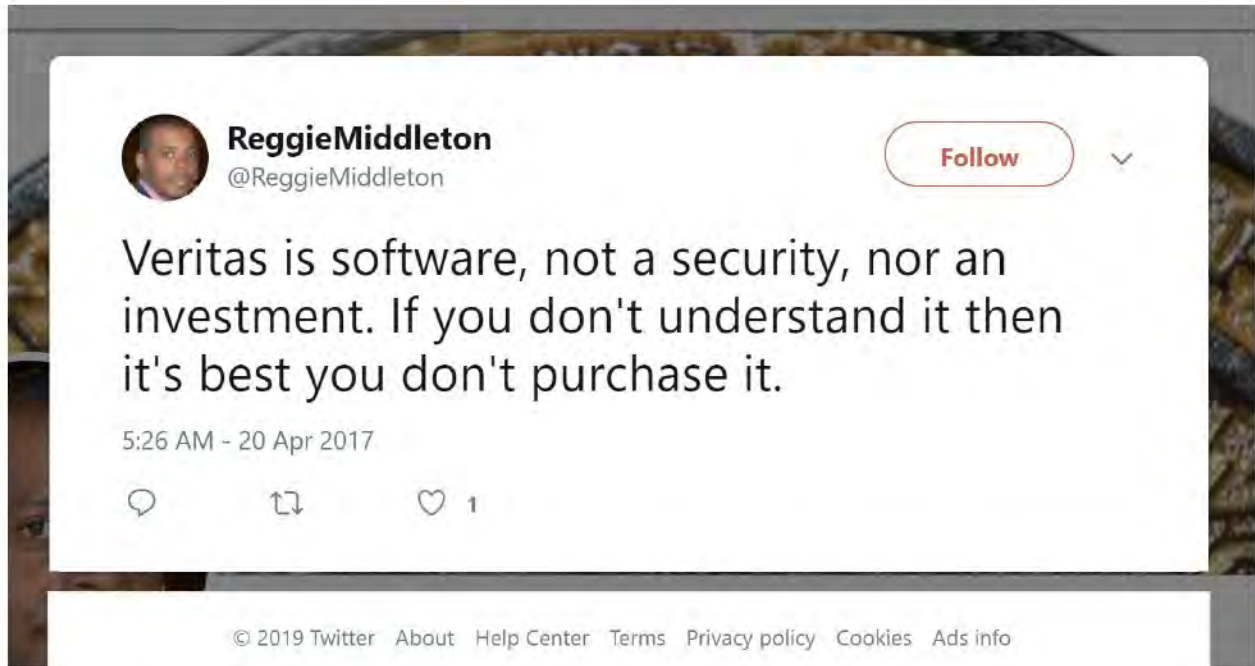 ReggieMiddleton
@ReggieMiddleton
Follow
Veritas is software, not a security, nor an
investment. If you don't understand it then
it's best you don't purchase it.
5:26 AM - 20 Apr 2017
1
© 2019 Twitter About Help Center Terms Privacy policy Cookies Ads info